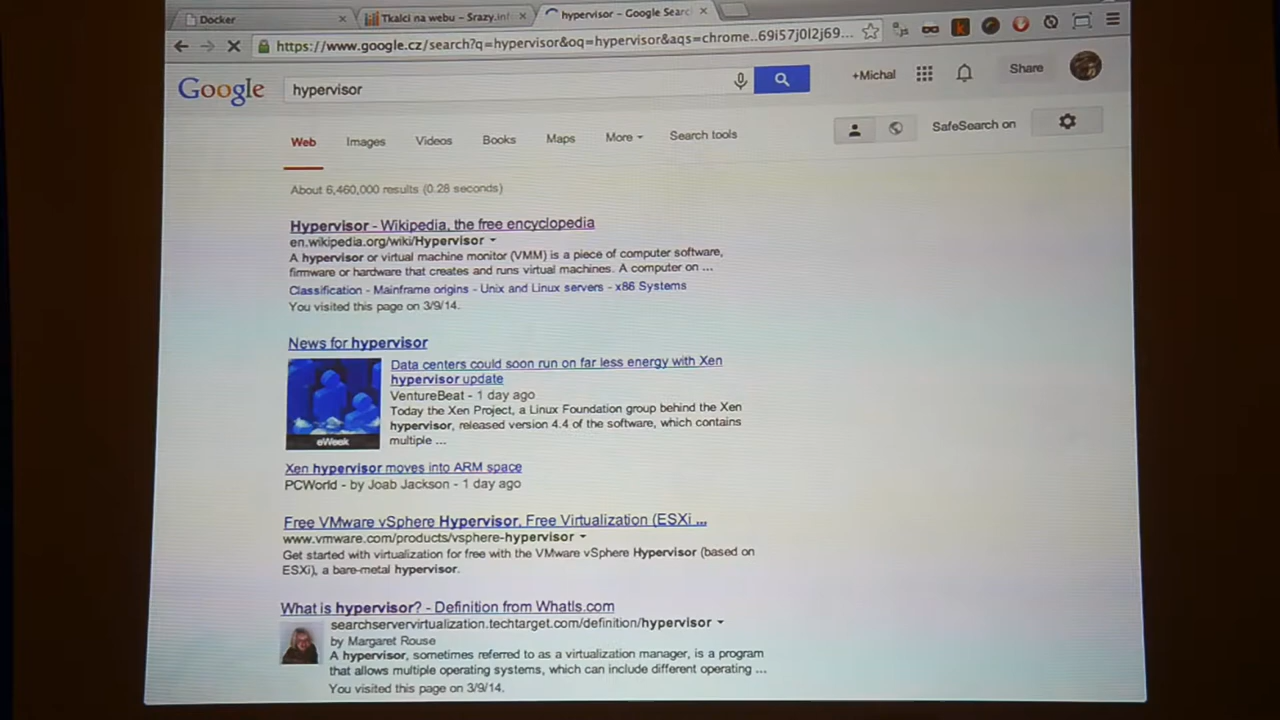 Docker
Tkalci na webu – Srazy.inf
hypervisor - Google Searc
https://www.google.cz/search?q=hypervisor&oq=hypervisor&aqs=chrome..69i57j0l2j69...
Google
hypervisor
+Michal
Share
Web
Images
Videos
Books
Maps
More
Search tools
SafeSearch on
About 6,460,000 results (0.28 seconds)
Hypervisor - Wikipedia, the free encyclopedia
en.wikipedia.org/wiki/Hypervisor
A hypervisor or virtual machine monitor (VMM) is a piece of computer software,
firmware or hardware that creates and runs virtual machines. A computer on ...
Classification - Mainframe origins - Unix and Linux servers - x86 Systems
You visited this page on 3/9/14.
News for hypervisor
Data centers could soon run on far less energy with Xen
hypervisor update
VentureBeat - 1 day ago
Today the Xen Project, a Linux Foundation group behind the Xen
hypervisor, released version 4.4 of the software, which contains
multiple ...
eWeek
Xen hypervisor moves into ARM space
PCWorld - by Joab Jackson - 1 day ago
Free VMware vSphere Hypervisor, Free Virtualization (ESXi ...
www.vmware.com/products/vsphere-hypervisor
Get started with virtualization for free with the VMware vSphere Hypervisor (based on
ESXi), a bare-metal hypervisor.
What is hypervisor? - Definition from WhatIs.com
searchservervirtualization.techtarget.com/definition/hypervisor
by Margaret Rouse
A hypervisor, sometimes referred to as a virtualization manager, is a program
that allows multiple operating systems, which can include different operating ...
You visited this page on 3/9/14.